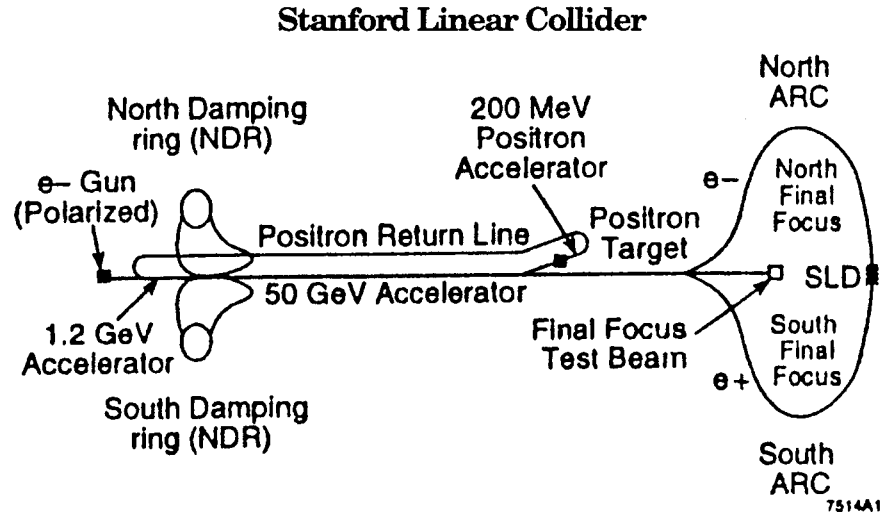 Stanford Linear Collider
North
ARC
North Damping
ring (NDR)
200 MeV
Positron
Accelerator
e– Gun
(Polarized)
e–
North
Final
Focus
Positron Return Line
Positron
Target
50 GeV Accelerator
SLD
1.2 GeV
Accelerator
Final Focus
Test Beam
South
Final
Focus
e+
South Damping
ring (NDR)
South
ARC
7514A1